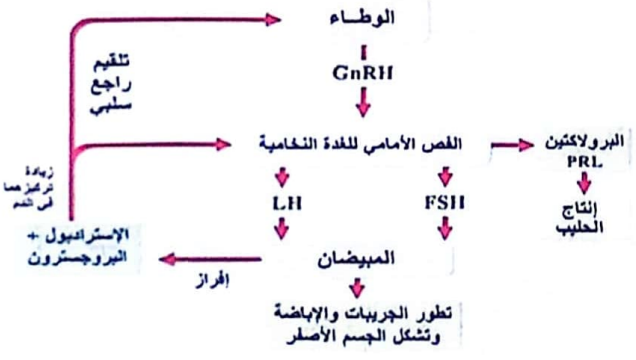 الوطاء
GnRH
تلقيم
راجع
سلبي
الفص الأمامي للغدة النخامية
البرولاكتين
PRL
زيادة
تركيزهما
في الدم
LH
FSH
إنتاج
الحليب
الإستراديول +
البروجسترون
المبيضان
إفراز
تطور الجريبات والإباضة
وتشكل الجسم الأصفر